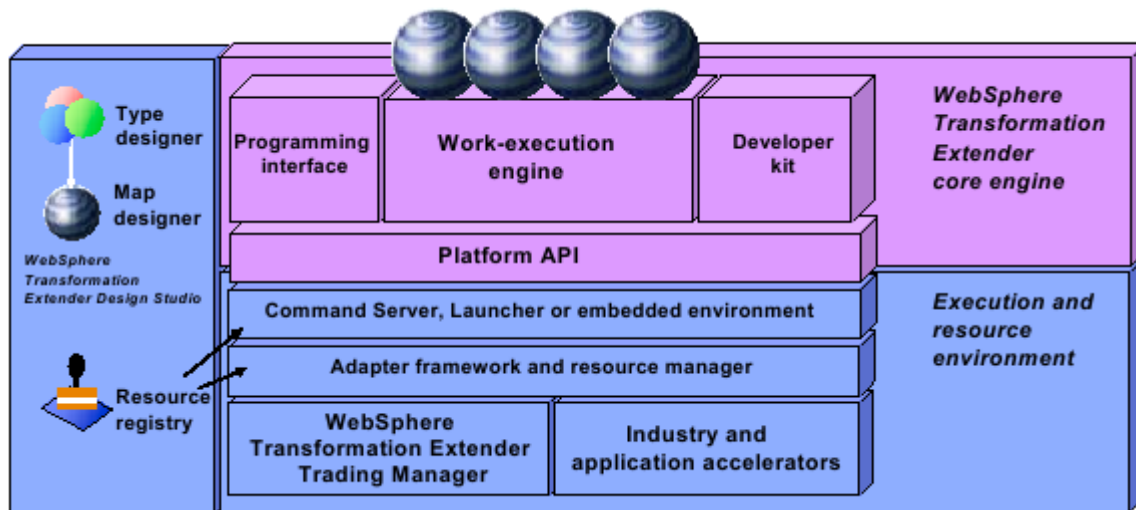 Type
designer
Map
designer
WebSphere
Transformation
Extender Design Studio
Resource
registry
Programming
interface
Work-execution
engine
Developer
kit
Platform API
WebSphere
Transformation
Extender
core engine
Command Server, Launcher or embedded environment
Adapter framework and resource manager
WebSphere
Transformation Extender
Trading Manager
Industry and
application accelerators
Execution and
resource
environment